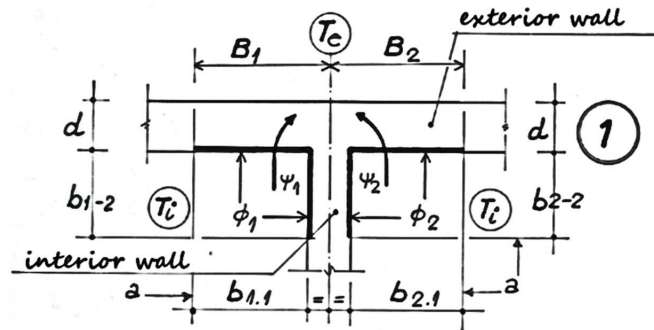 exterior wall
Te
B1 B2
d d 1
ψ1 ψ2
b1-2 Ti ϕ1 ϕ2 Ti b2-2
interior wall
a a
b1.1 = = b2.1